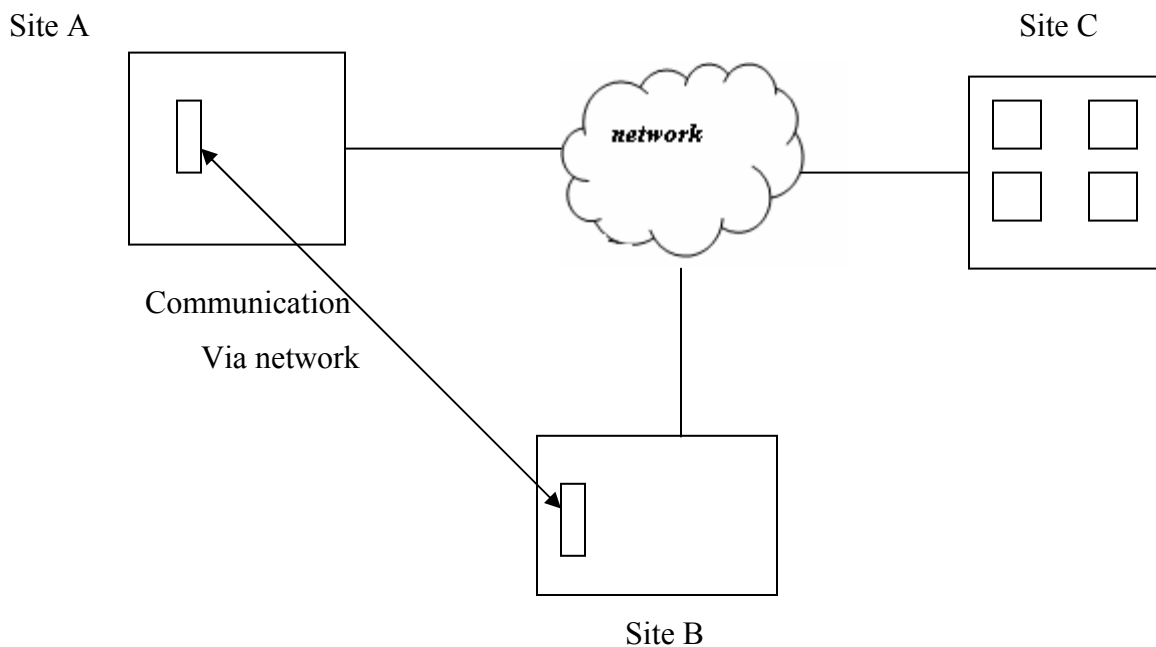 Site A
Site C
network
Communication
Via network
Site B